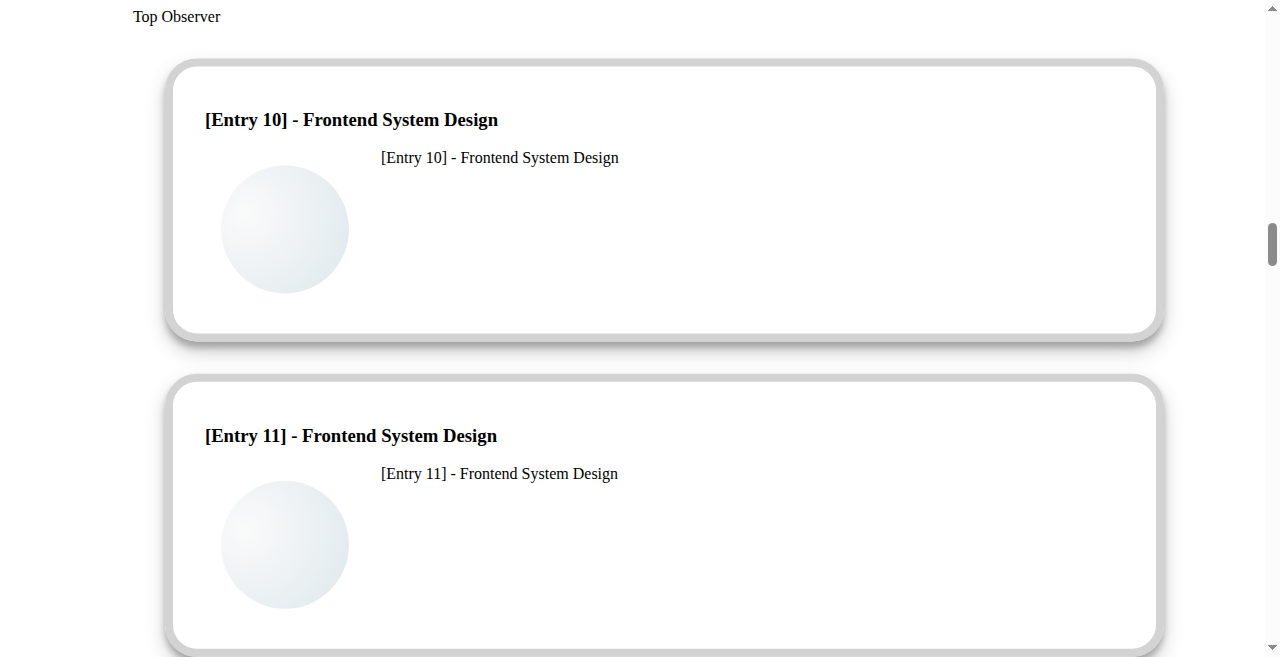 Top Observer
[Entry 10] - Frontend System Design
[Entry 10] - Frontend System Design
[Entry 11] - Frontend System Design
[Entry 11] - Frontend System Design